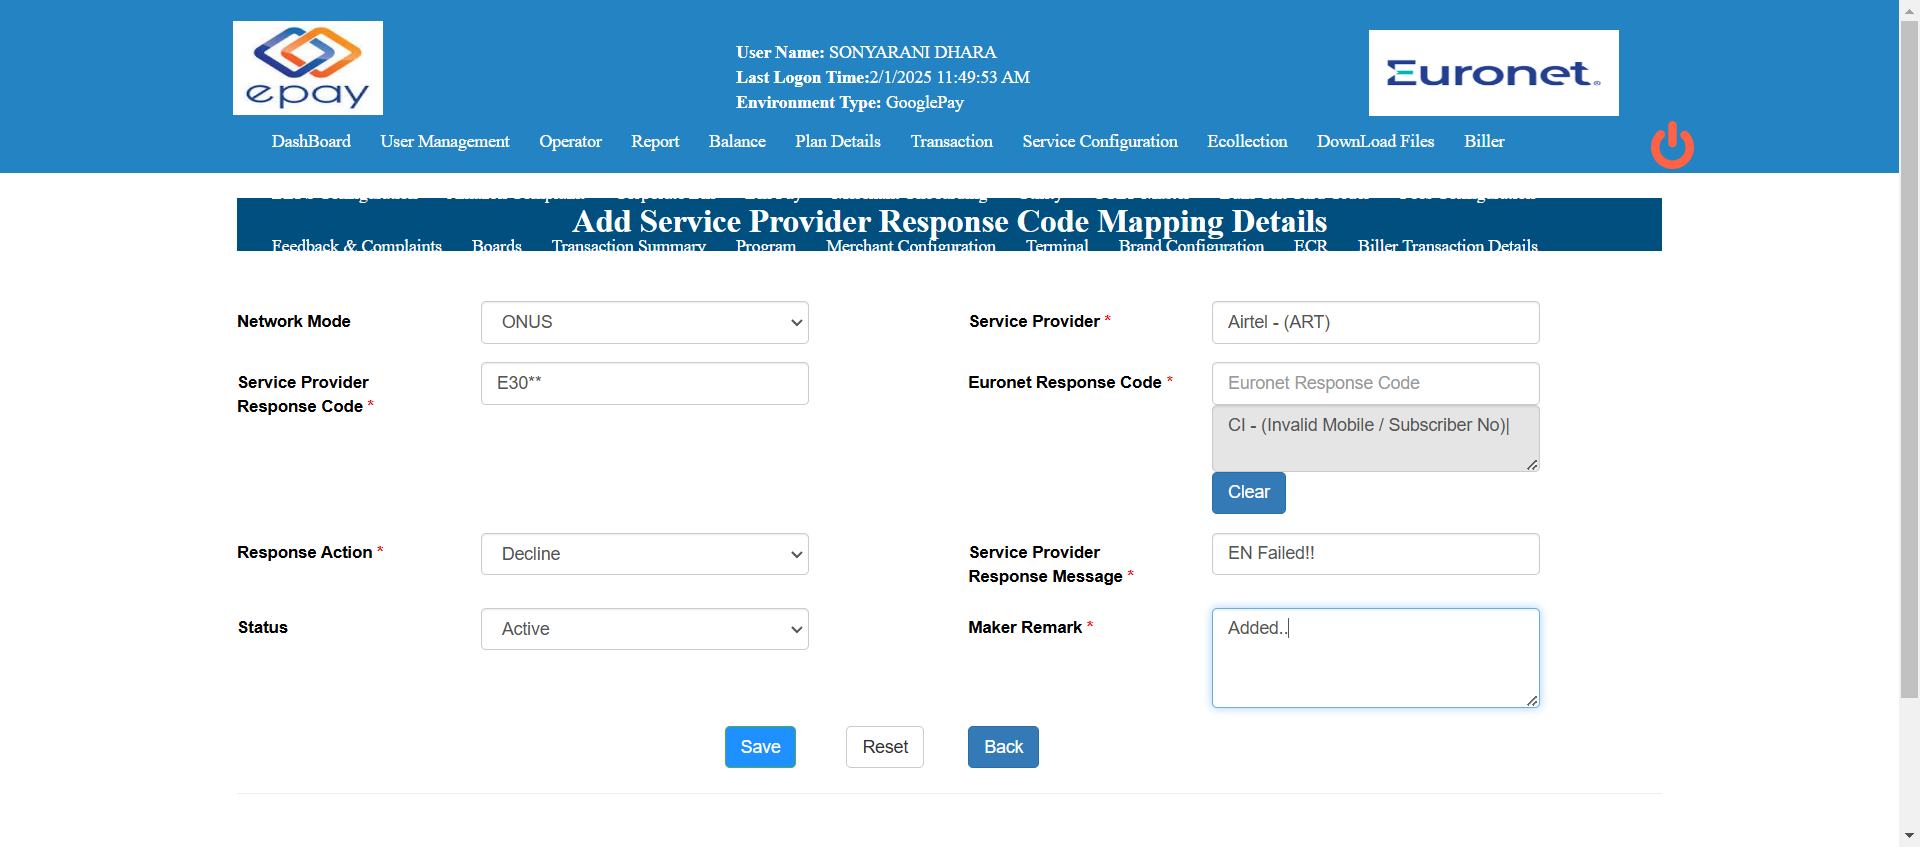 epay
User Name: SONYARANI DHARA
Last Logon Time:2/1/2025 11:49:53 AM
Environment Type: GooglePay
Euronet®
DashBoard User Management Operator Report Balance Plan Details Transaction Service Configuration Ecollection DownLoad Files Biller
Add Service Provider Response Code Mapping Details
Feedback & Complaints Boards Transaction Summary Program Merchant Configuration Terminal Brand Configuration ECR Biller Transaction Details
Network Mode ONUS Service Provider * Airtel - (ART)
Service Provider E30** Euronet Response Code * Euronet Response Code
Response Code *
CI - (Invalid Mobile / Subscriber No)|
Clear
Response Action * Decline Service Provider EN Failed!!
Response Message *
Status Active Maker Remark * Added..
Save Reset Back